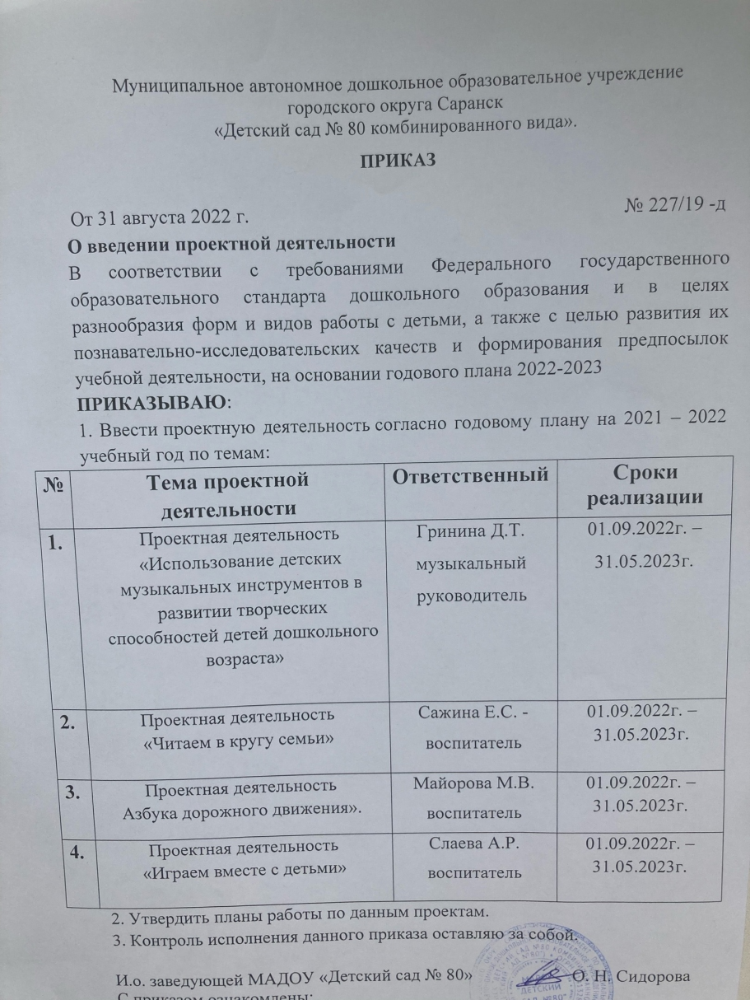 Муниципальное автономное дошкольное образовательное учреждение
городского округа Саранск
«Детский сад № 80 комбинированного вида».
ПРИКАЗ
От 31 августа 2022 г. № 227/19 -д
О введении проектной деятельности
В соответствии с требованиями Федерального государственного
образовательного стандарта дошкольного образования и в целях
разнообразия форм и видов работы с детьми, а также с целью развития их
познавательно-исследовательских качеств и формирования предпосылок
учебной деятельности, на основании годового плана 2022-2023
ПРИКАЗЫВАЮ:
1. Ввести проектную деятельность согласно годовому плану на 2021 – 2022
учебный год по темам:
№ Тема проектной Ответственный Сроки
деятельности реализации
1. Проектная деятельность Гринина Д.Т. 01.09.2022г. –
«Использование детских музыкальный 31.05.2023г.
музыкальных инструментов в руководитель
развитии творческих
способностей детей дошкольного
возраста»
2. Проектная деятельность Сажина Е.С. - 01.09.2022г. –
«Читаем в кругу семьи» воспитатель 31.05.2023г.
3. Проектная деятельность Майорова М.В. 01.09.2022г. –
Азбука дорожного движения». воспитатель 31.05.2023г.
4. Проектная деятельность Слаева А.Р. 01.09.2022г. –
«Играем вместе с детьми» воспитатель 31.05.2023г.
2. Утвердить планы работы по данным проектам.
3. Контроль исполнения данного приказа оставляю за собой.
И.о. заведующей МАДОУ «Детский сад № 80» О. Н. Сидорова
С приказом ознакомлены: